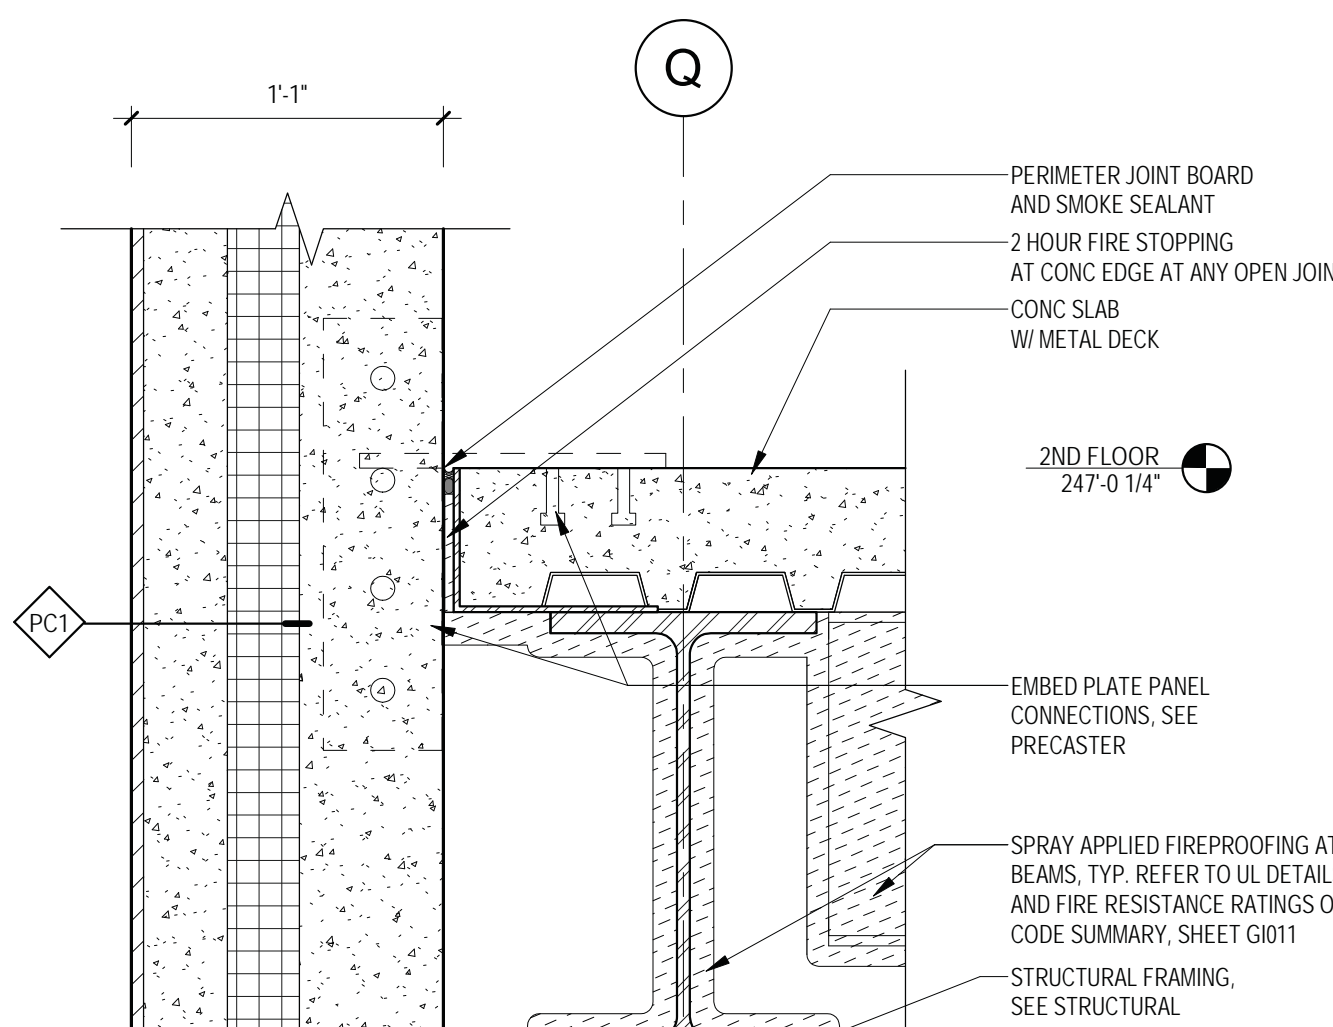 Q
1'-1"
PERIMETER JOINT BOARD
AND SMOKE SEALANT
2 HOUR FIRE STOPPING
AT CONC EDGE AT ANY OPEN JOIN
CONC SLAB
W/ METAL DECK
2ND FLOOR
247'-0 1/4"
PC1
EMBED PLATE PANEL
CONNECTIONS, SEE
PRECASTER
SPRAY APPLIED FIREPROOFING AT
BEAMS, TYP. REFER TO UL DETAIL
AND FIRE RESISTANCE RATINGS O
CODE SUMMARY, SHEET GI011
STRUCTURAL FRAMING,
SEE STRUCTURAL